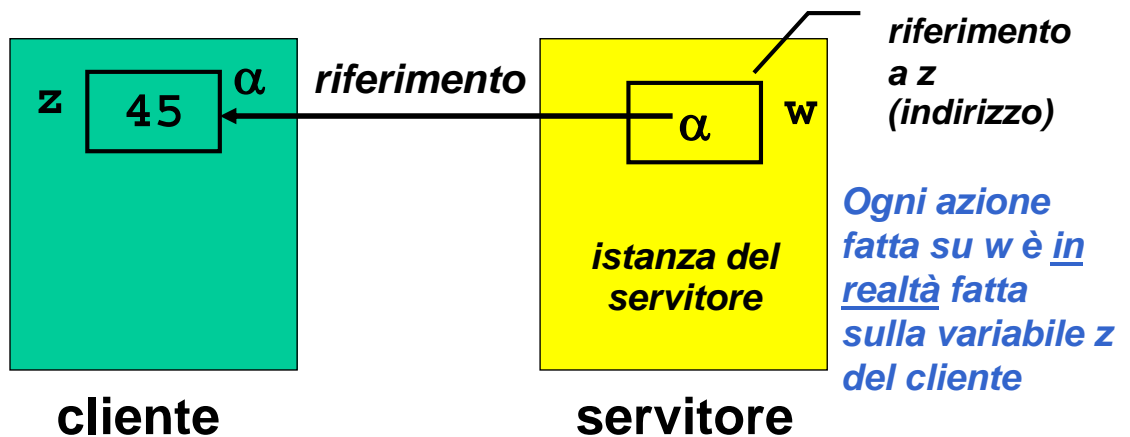 z
45
α
riferimento
α
w
riferimento
a z
(indirizzo)
istanza del
servitore
Ogni azione
fatta su w è in
realtà fatta
sulla variabile z
del cliente
cliente
servitore